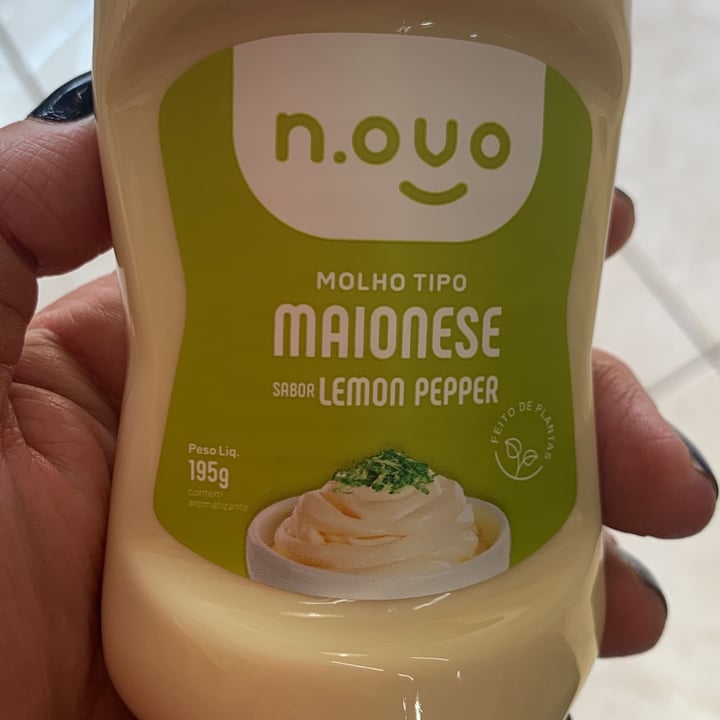 n.ovo
MOLHO TIPO
MAIONESE
SABOR LEMON PEPPER
FEITO DE PLANTAS
Peso Líq.
195g
contém
aromatizante